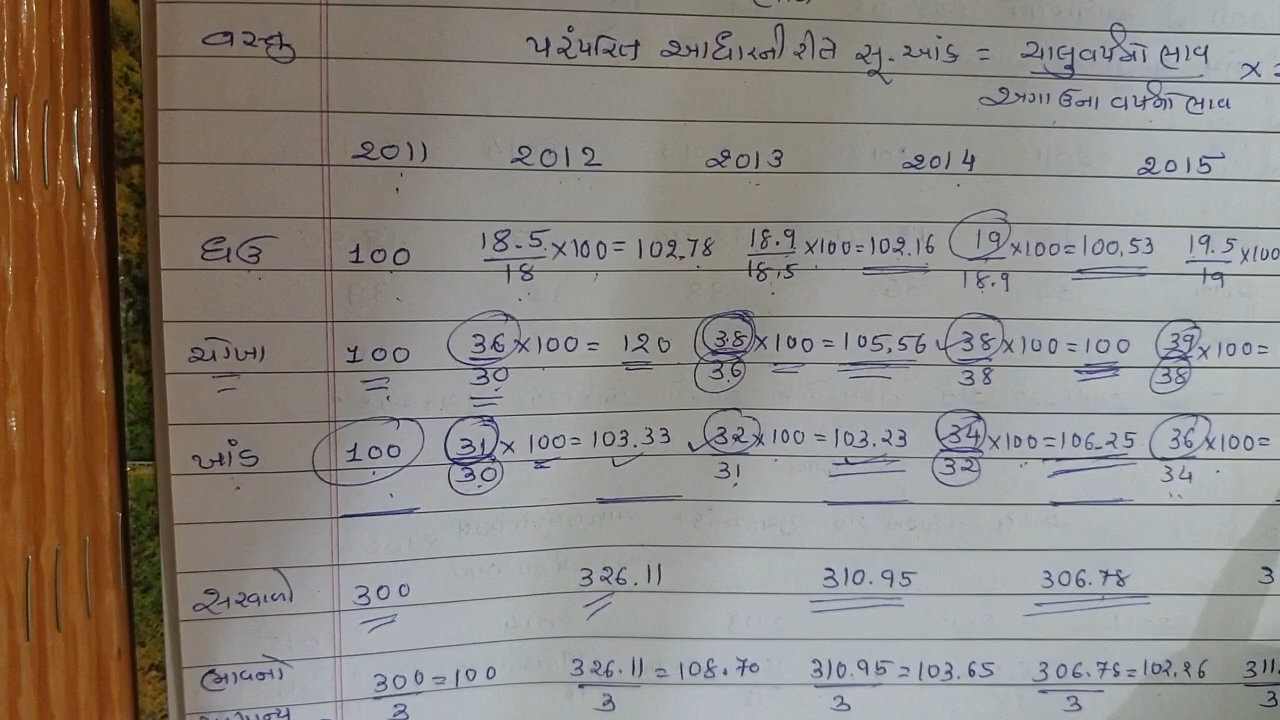 વસ્તુ પરંપરિત આધારની રીતે સૂ.આંક = ચાલુવર્ષનો ભાવ ×
અગાઉના વર્ષનો ભાવ
2011 2012 2013 2014 2015
ઘઉં 100 18.5/18 ×100 = 102.78 18.9/18.5 ×100 = 102.16 19/18.9 ×100 = 100.53 19.5/19 ×100
ચોખા 100 36/30 ×100 = 120 38/36 ×100 = 105.56 38/38 ×100 = 100 39/38 ×100 =
ખાંડ 100 31/30 × 100 = 103.33 32/31 ×100 = 103.23 34/32 ×100 = 106.25 36/34 ×100 =
સરવાળો 300 326.11 310.95 306.78 3
ભાવનો 300/3 = 100 326.11/3 = 108.70 310.95/3 = 103.65 306.78/3 = 102.26 311./3